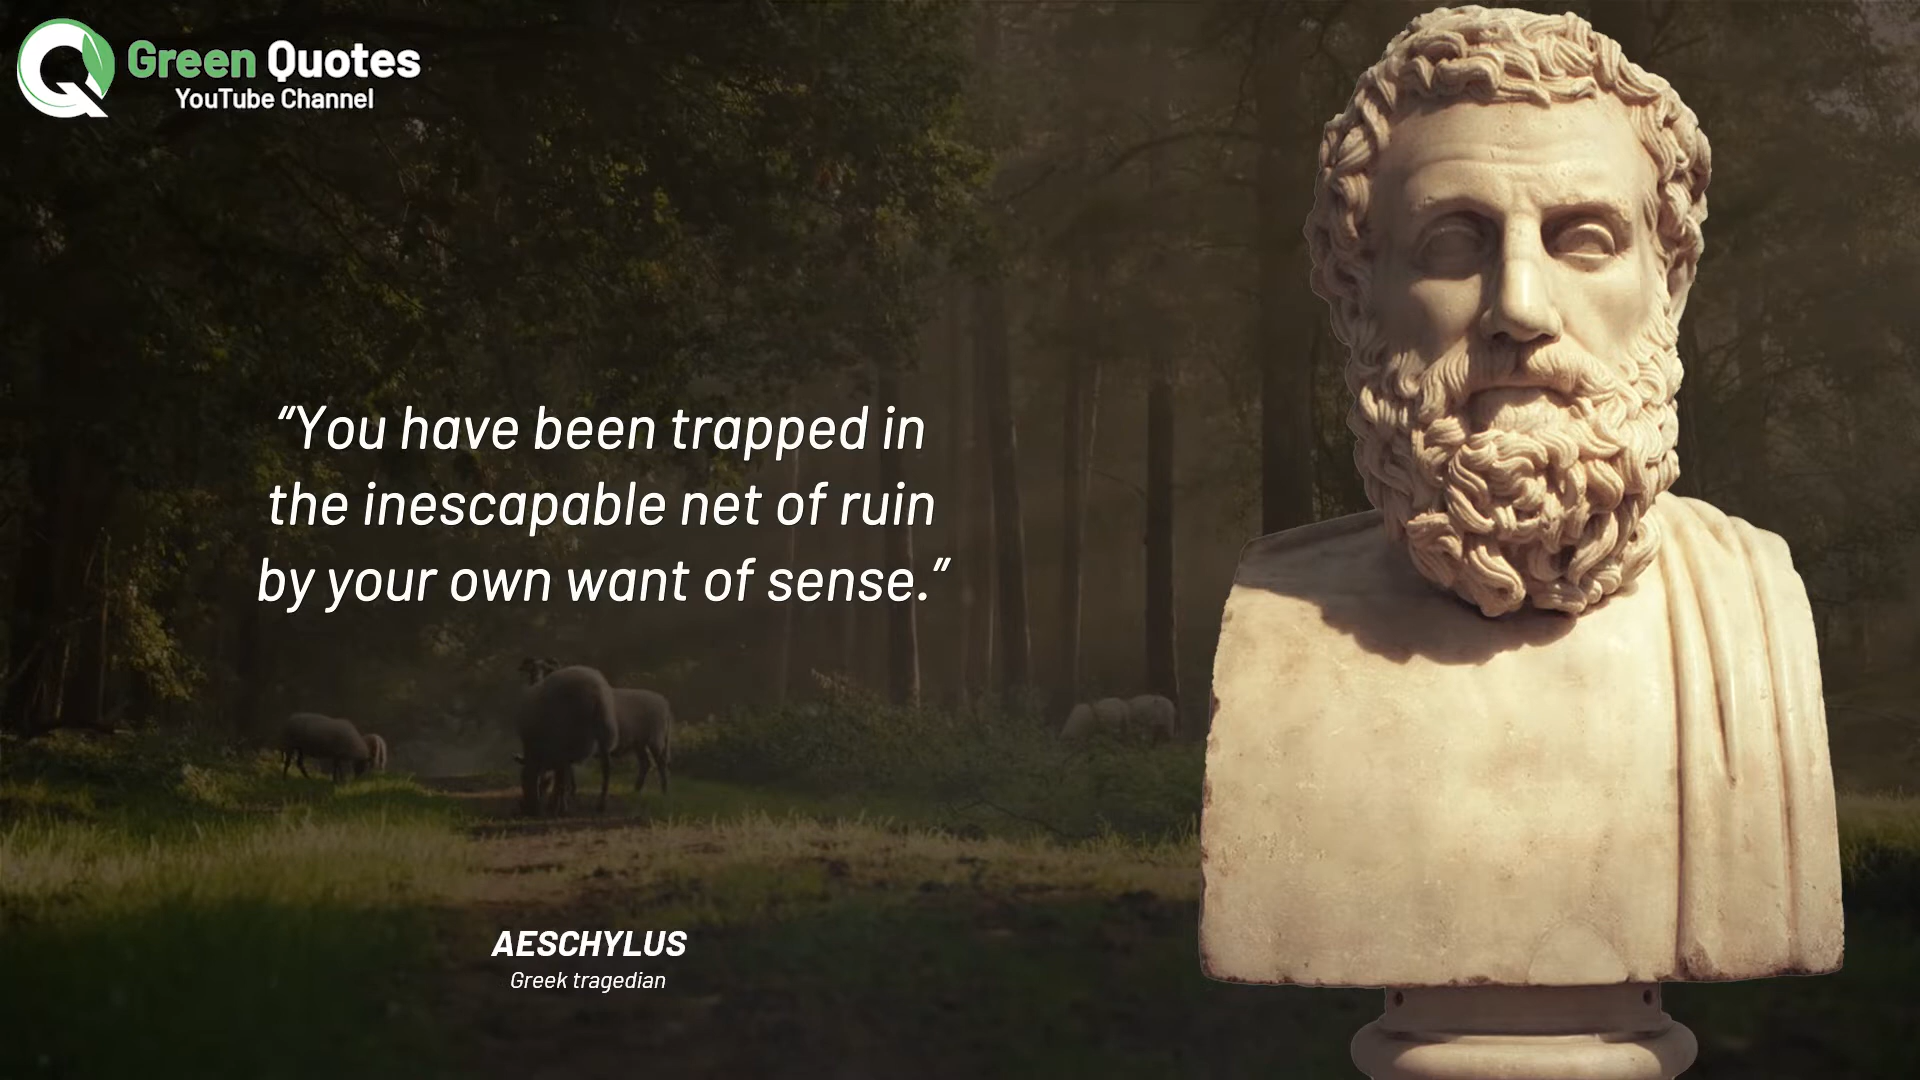 Green Quotes
YouTube Channel
“You have been trapped in
the inescapable net of ruin
by your own want of sense.”
AESCHYLUS
Greek tragedian